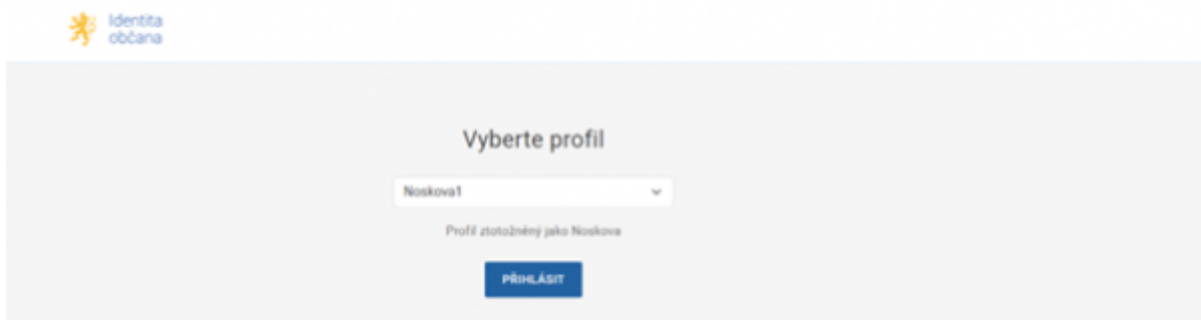 Identita
občana
Vyberte profil
Noskova1
Profil ztotožněný jako Noskova
PŘIHLÁSIT